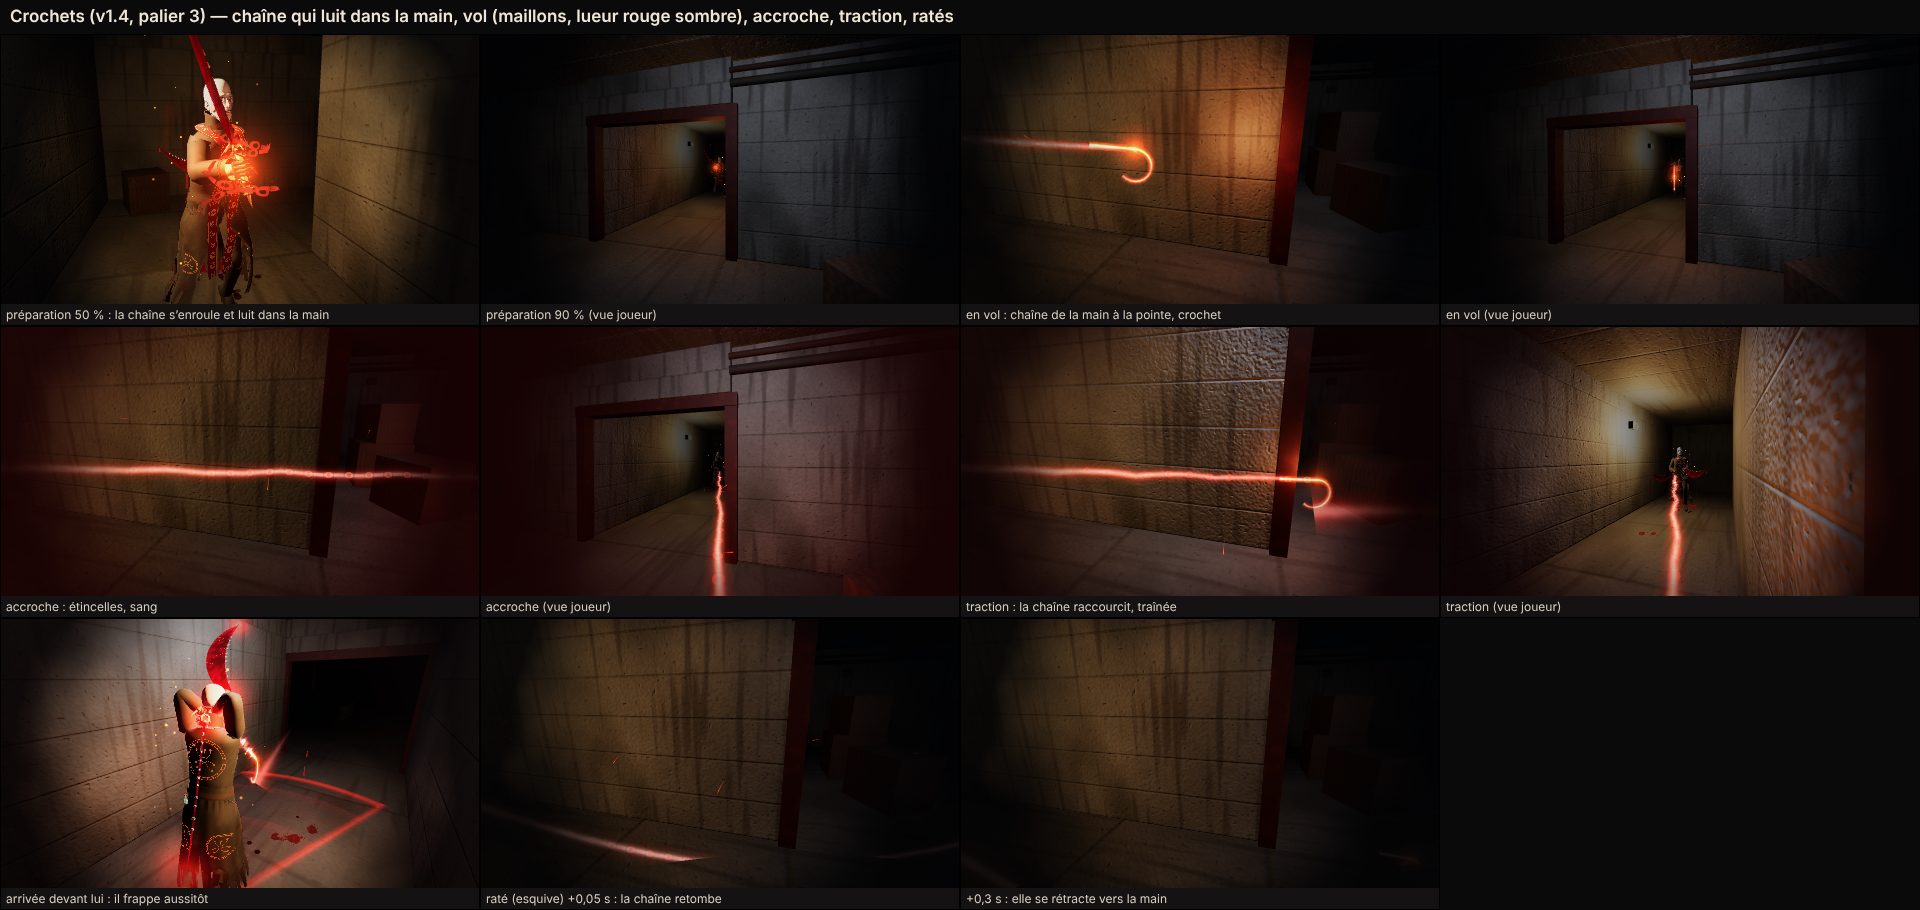 Crochets (v1.4, palier 3) — chaîne qui luit dans la main, vol (maillons, lueur rouge sombre), accroche, traction, ratés
préparation 50 % : la chaîne s’enroule et luit dans la main
préparation 90 % (vue joueur)
en vol : chaîne de la main à la pointe, crochet
en vol (vue joueur)
accroche : étincelles, sang
accroche (vue joueur)
traction : la chaîne raccourcit, traînée
traction (vue joueur)
arrivée devant lui : il frappe aussitôt
raté (esquive) +0,05 s : la chaîne retombe
+0,3 s : elle se rétracte vers la main